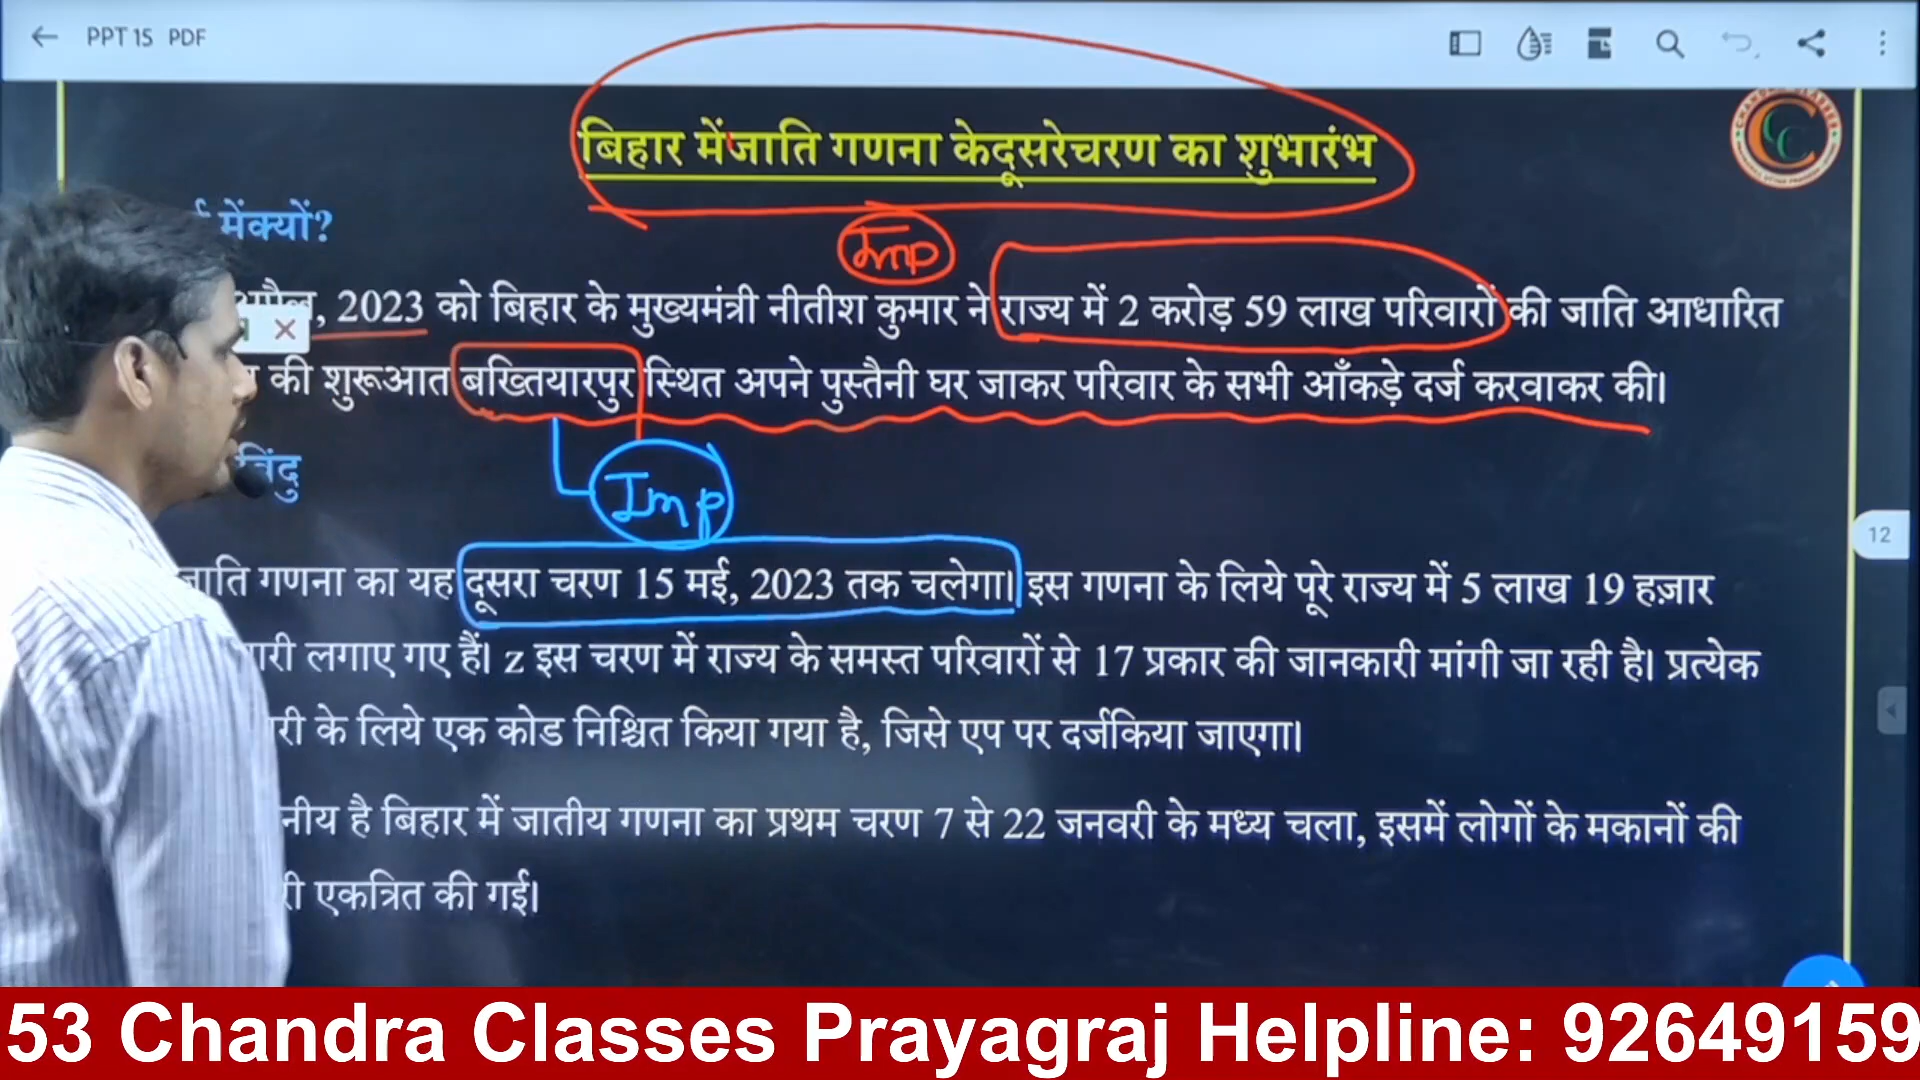 PPT 15 PDF
बिहार मेंजाति गणना केदूसरेचरण का शुभारंभ
मेंक्यों?
Imp
, 2023 को बिहार के मुख्यमंत्री नीतीश कुमार ने राज्य में 2 करोड़ 59 लाख परिवारों की जाति आधारित
की शुरूआत बख्तियारपुर स्थित अपने पुस्तैनी घर जाकर परिवार के सभी आँकड़े दर्ज करवाकर की।
बिंदु
Imp
12
जाति गणना का यह दूसरा चरण 15 मई, 2023 तक चलेगा। इस गणना के लिये पूरे राज्य में 5 लाख 19 हज़ार
लगाए गए हैं। z इस चरण में राज्य के समस्त परिवारों से 17 प्रकार की जानकारी मांगी जा रही है। प्रत्येक
के लिये एक कोड निश्चित किया गया है, जिसे एप पर दर्जकिया जाएगा।
है बिहार में जातीय गणना का प्रथम चरण 7 से 22 जनवरी के मध्य चला, इसमें लोगों के मकानों की
एकत्रित की गई।
53 Chandra Classes Prayagraj Helpline: 92649159